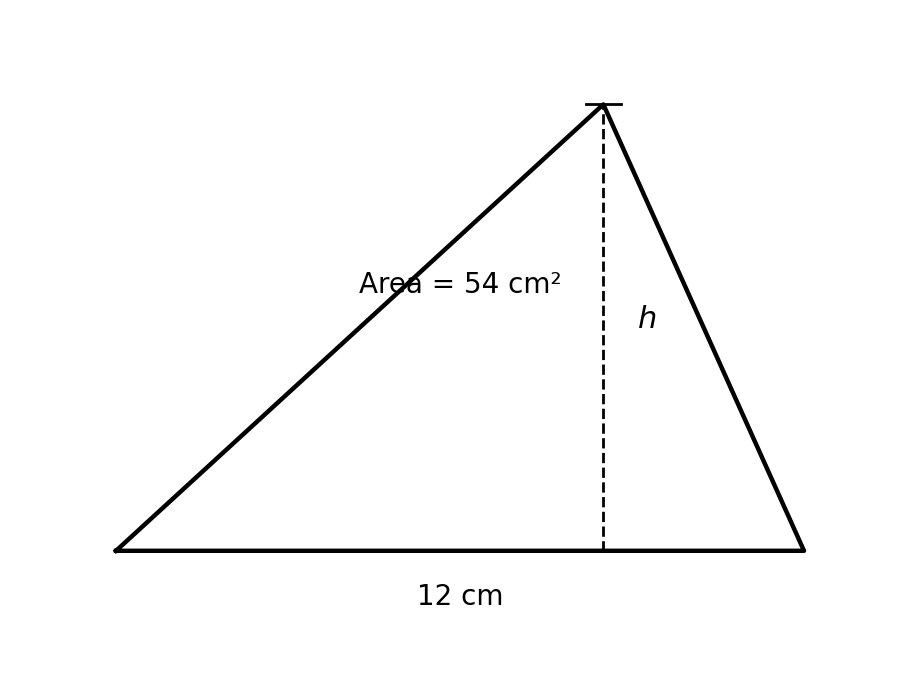 Area = 54 cm²
h
12 cm